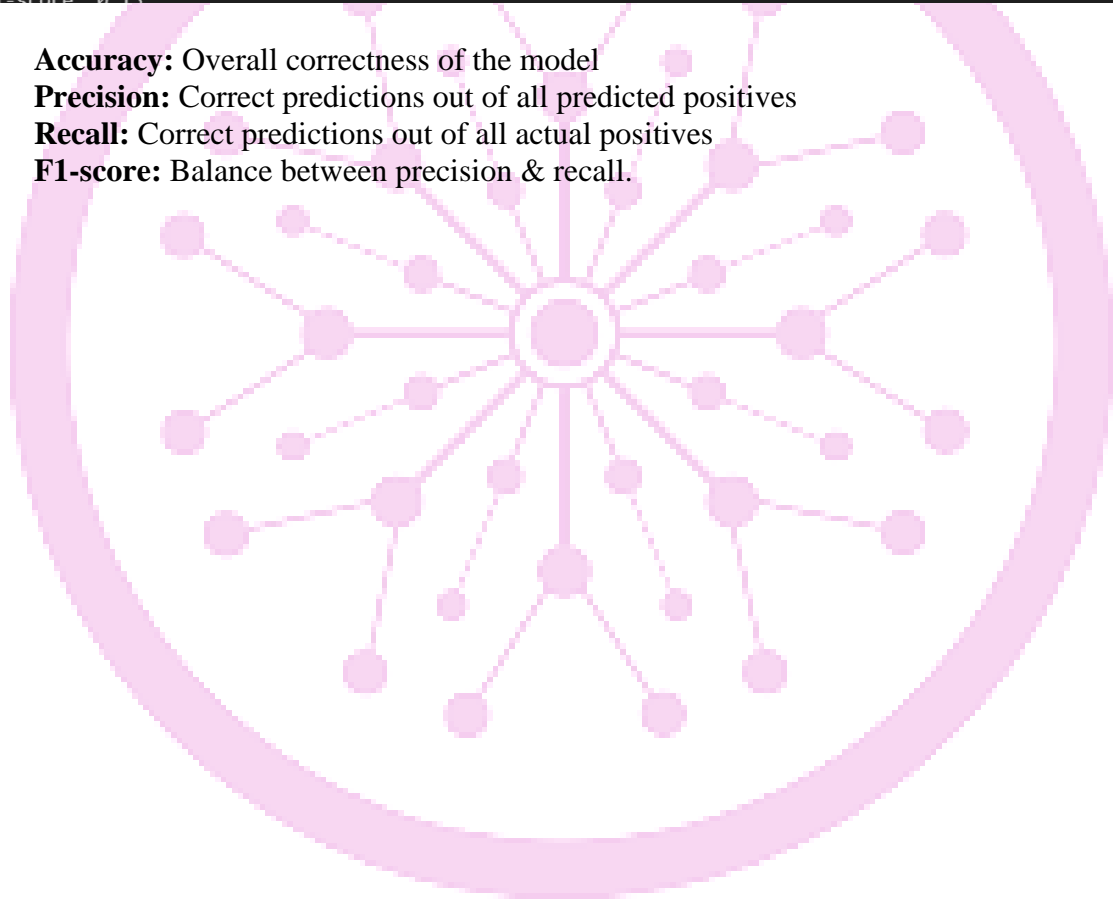 Accuracy: Overall correctness of the model
Precision: Correct predictions out of all predicted positives
Recall: Correct predictions out of all actual positives
F1-score: Balance between precision & recall.